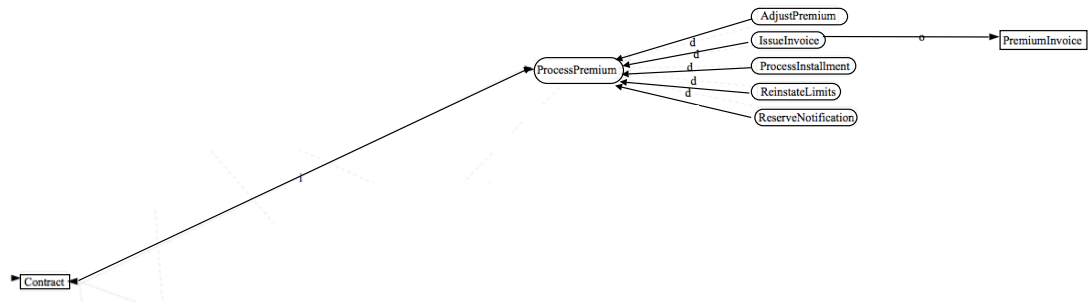 AdjustPremium
d
IssueInvoice
o
PremiumInvoice
d
ProcessPremium
d
ProcessInstallment
d
ReinstateLimits
d
ReserveNotification
i
Contract